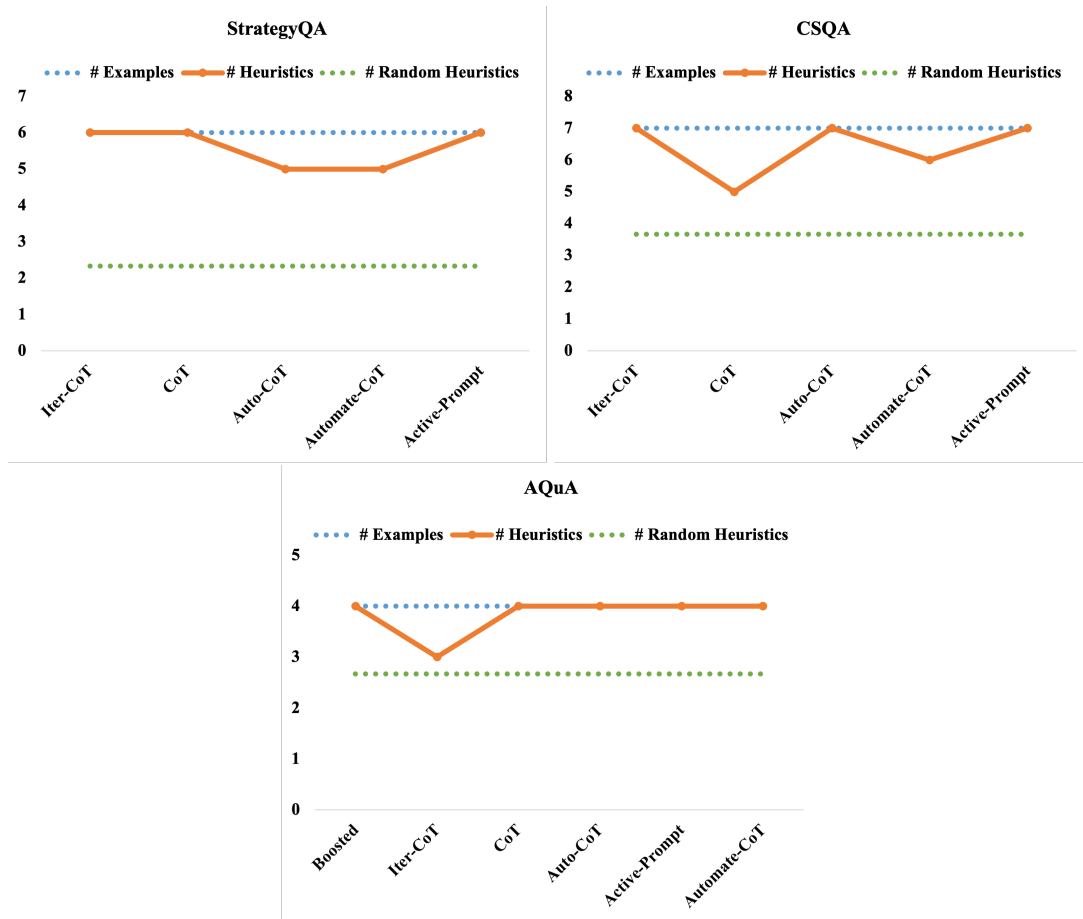 StrategyQA
# Examples # Heuristics # Random Heuristics
7
6
5
4
3
2
1
0
Iter-CoT CoT Auto-CoT Automate-CoT Active-Prompt
CSQA
# Examples # Heuristics # Random Heuristics
8
7
6
5
4
3
2
1
0
Iter-CoT CoT Auto-CoT Automate-CoT Active-Prompt
AQuA
# Examples # Heuristics # Random Heuristics
5
4
3
2
1
0
Boosted Iter-CoT CoT Auto-CoT Active-Prompt Automate-CoT